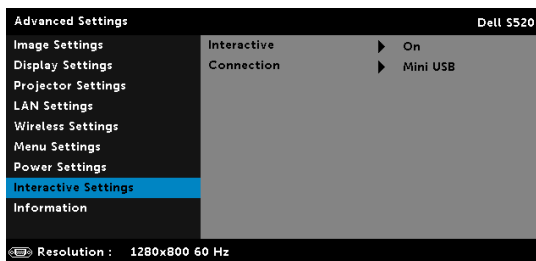 Advanced Settings Dell S520
Image Settings Interactive On
Display Settings Connection Mini USB
Projector Settings
LAN Settings
Wireless Settings
Menu Settings
Power Settings
Interactive Settings
Information
Resolution : 1280x800 60 Hz